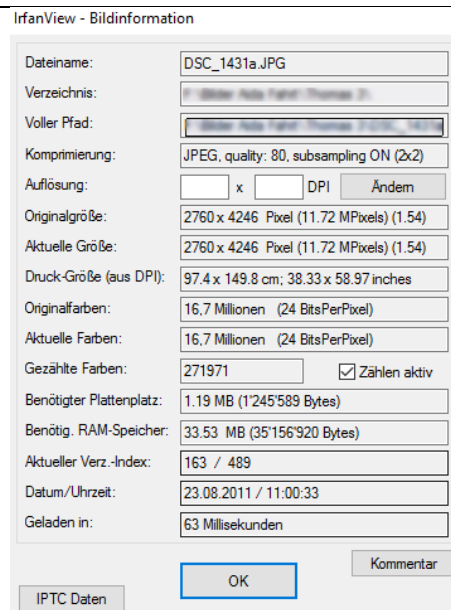 IrfanView - Bildinformation
Dateiname: DSC_1431a.JPG
Verzeichnis:
Voller Pfad:
Komprimierung: JPEG, quality: 80, subsampling ON (2x2)
Auflösung: x DPI Ändern
Originalgröße: 2760 x 4246 Pixel (11.72 MPixels) (1.54)
Aktuelle Größe: 2760 x 4246 Pixel (11.72 MPixels) (1.54)
Druck-Größe (aus DPI): 97.4 x 149.8 cm; 38.33 x 58.97 inches
Originalfarben: 16,7 Millionen (24 BitsPerPixel)
Aktuelle Farben: 16,7 Millionen (24 BitsPerPixel)
Gezählte Farben: 271971 Zählen aktiv
Benötigter Plattenplatz: 1.19 MB (1'245'589 Bytes)
Benötig. RAM-Speicher: 33.53 MB (35'156'920 Bytes)
Aktueller Verz.-Index: 163 / 489
Datum/Uhrzeit: 23.08.2011 / 11:00:33
Geladen in: 63 Millisekunden
Kommentar
OK
IPTC Daten